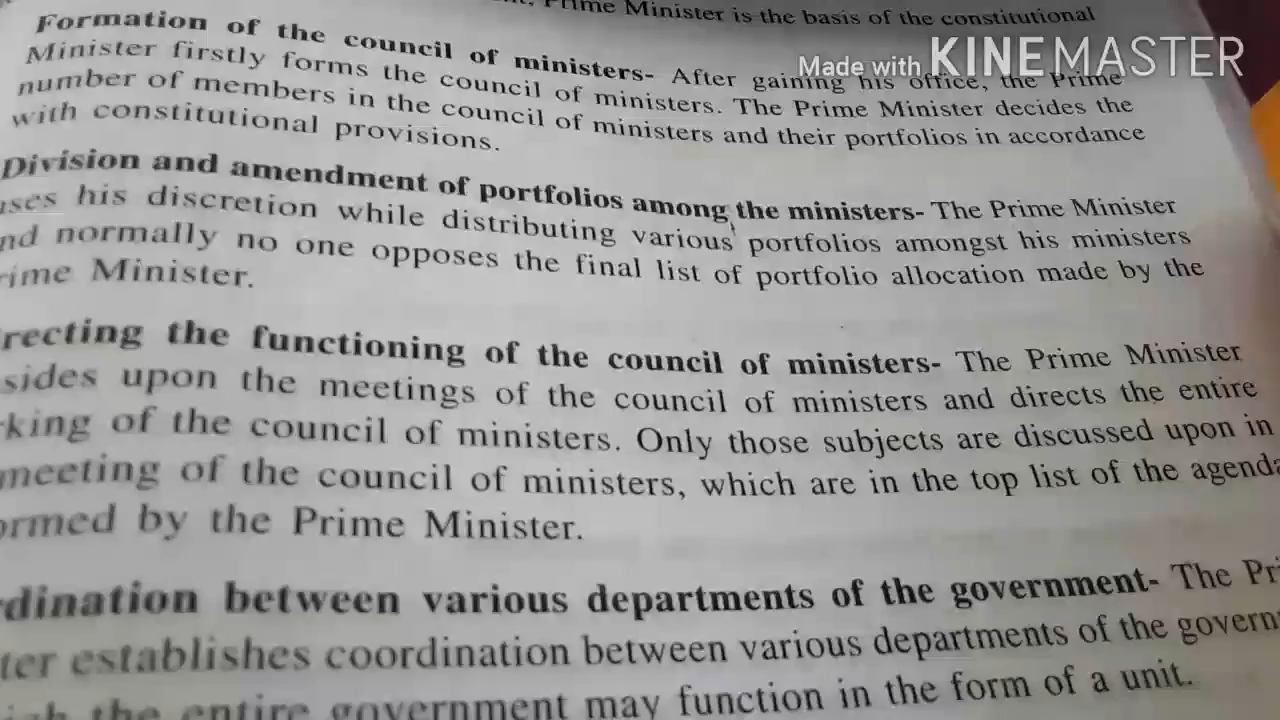 Prime Minister is the basis of the constitutional
Made with KINEMASTER
Formation of the council of ministers- After gaining his office, the Prime
Minister firstly forms the council of ministers. The Prime Minister decides the
number of members in the council of ministers and their portfolios in accordance
with constitutional provisions.
Division and amendment of portfolios among the ministers- The Prime Minister
uses his discretion while distributing various portfolios amongst his ministers
nd normally no one opposes the final list of portfolio allocation made by the
rime Minister.
recting the functioning of the council of ministers- The Prime Minister
sides upon the meetings of the council of ministers and directs the entire
king of the council of ministers. Only those subjects are discussed upon in
meeting of the council of ministers, which are in the top list of the agenda
ormed by the Prime Minister.
dination between various departments of the government- The Pri
ter establishes coordination between various departments of the govern
the entire government may function in the form of a unit.